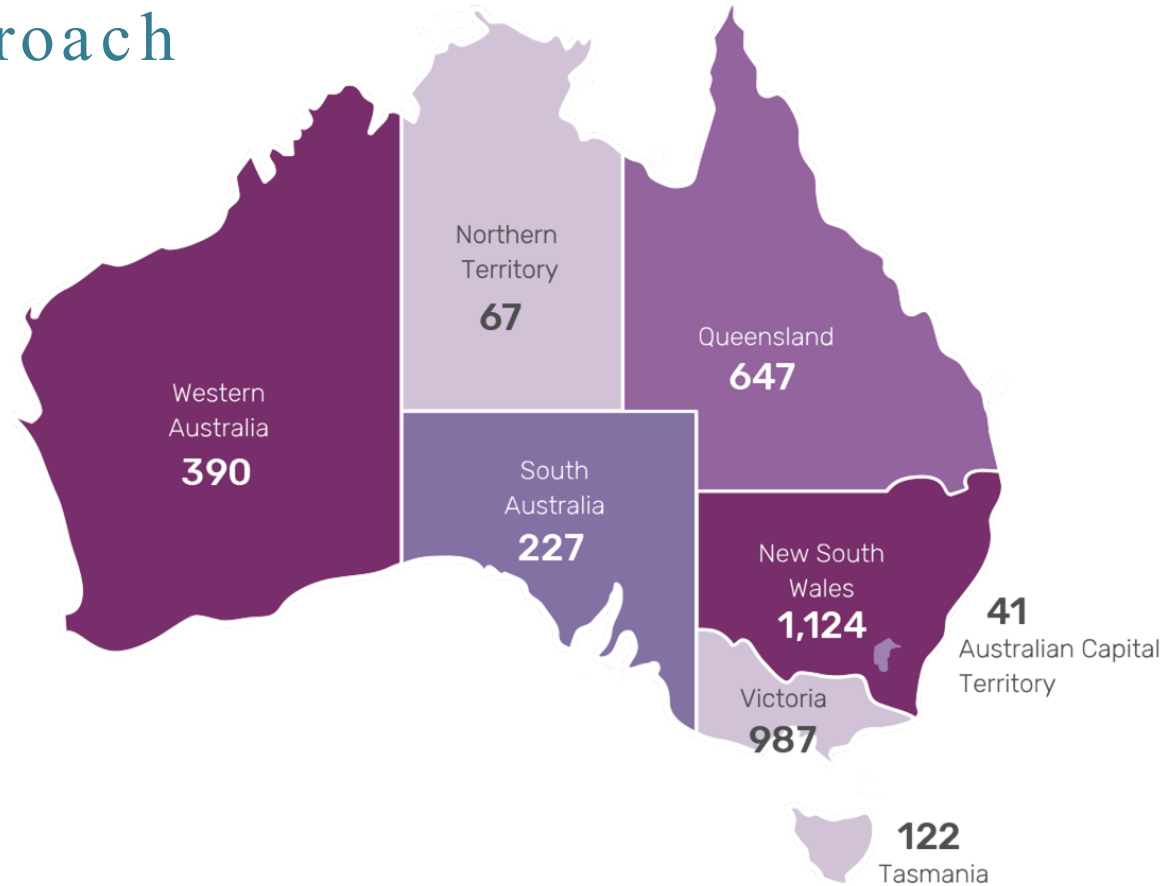 roach
Northern
Territory
67
Queensland
647
Western
Australia
390
South
Australia
227
New South
Wales
1,124
41
Australian Capital
Territory
Victoria
987
122
Tasmania